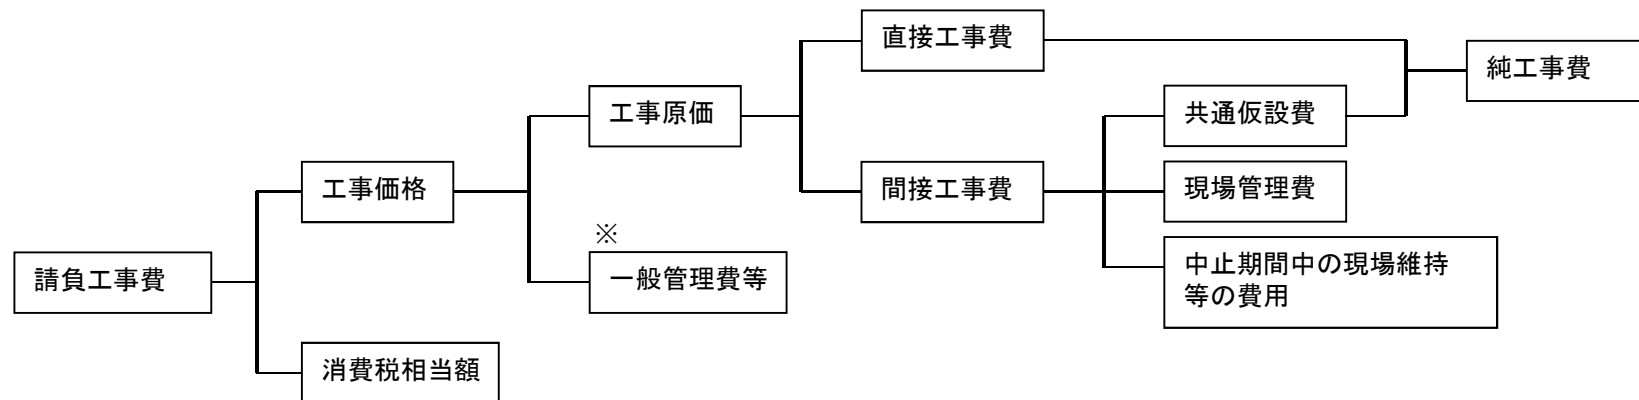 直接工事費
純工事費
工事原価
共通仮設費
工事価格
間接工事費
現場管理費
※
請負工事費
一般管理費等
中止期間中の現場維持
等の費用
消費税相当額